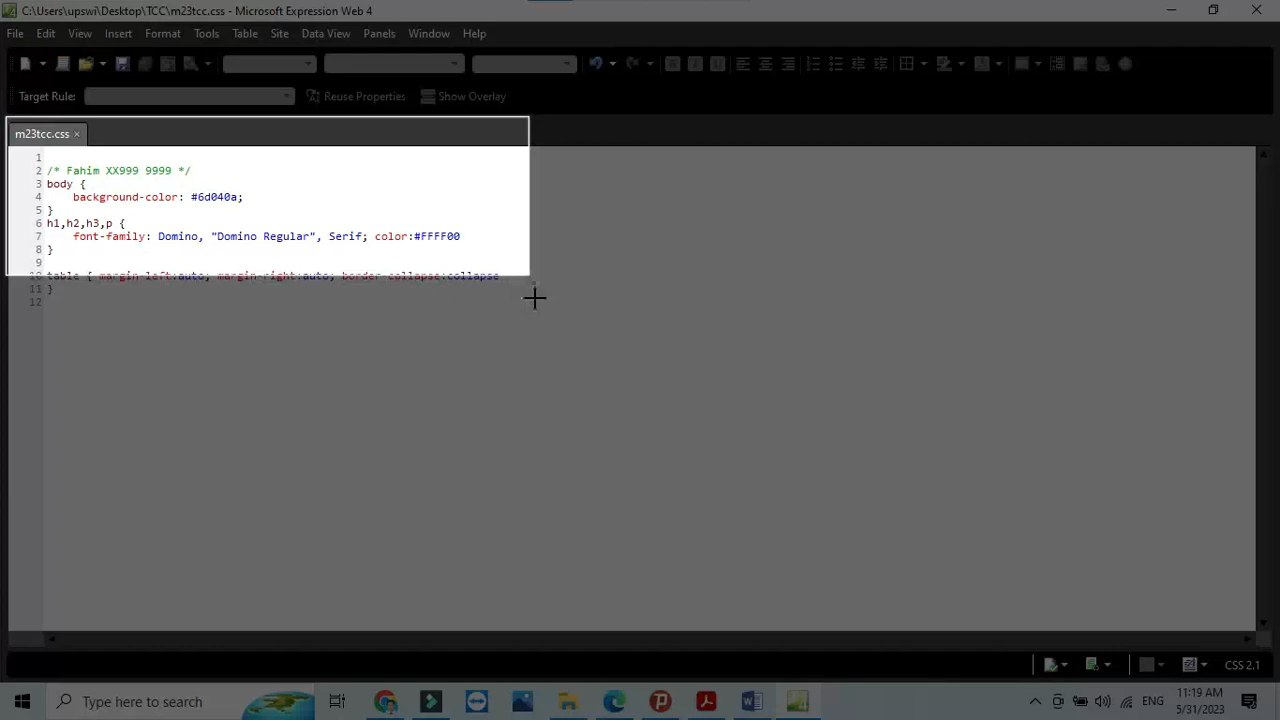 C:\Users\upswi\Desktop\TCC\m23tcc.css - Microsoft Expression Web 4
File Edit View Insert Format Tools Table Site Data View Panels Window Help
Target Rule: Reuse Properties Show Overlay
m23tcc.css ×
1
2 /* Fahim XX999 9999 */
3 body {
4 background-color: #6d040a;
5 }
6 h1,h2,h3,p {
7 font-family: Domino, "Domino Regular", Serif; color:#FFFF00
8 }
9
10 table { margin-left:auto; margin-right:auto; border-collapse:collapse
11 }
12
CSS 2.1
Type here to search
ENG
11:19 AM
5/31/2023